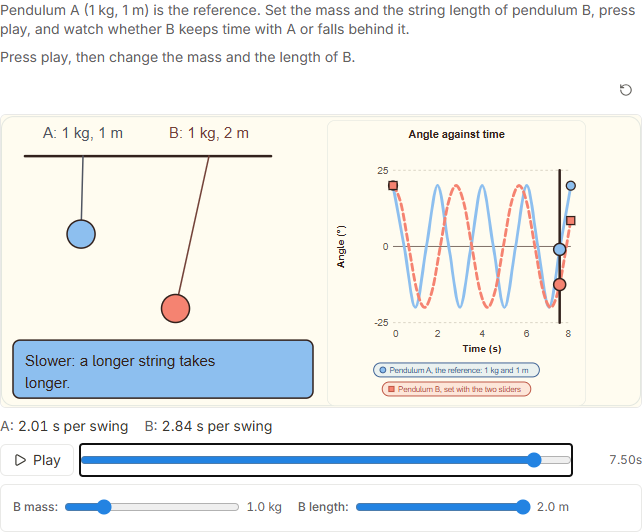 Pendulum A (1 kg, 1 m) is the reference. Set the mass and the string length of pendulum B, press
play, and watch whether B keeps time with A or falls behind it.
Press play, then change the mass and the length of B.
A: 1 kg, 1 m
B: 1 kg, 2 m
Slower: a longer string takes
longer.
Angle against time
25
0
-25
Angle (°)
0 2 4 6 8
Time (s)
Pendulum A, the reference: 1 kg and 1 m
Pendulum B, set with the two sliders
A: 2.01 s per swing B: 2.84 s per swing
Play
7.50s
B mass: 1.0 kg B length: 2.0 m